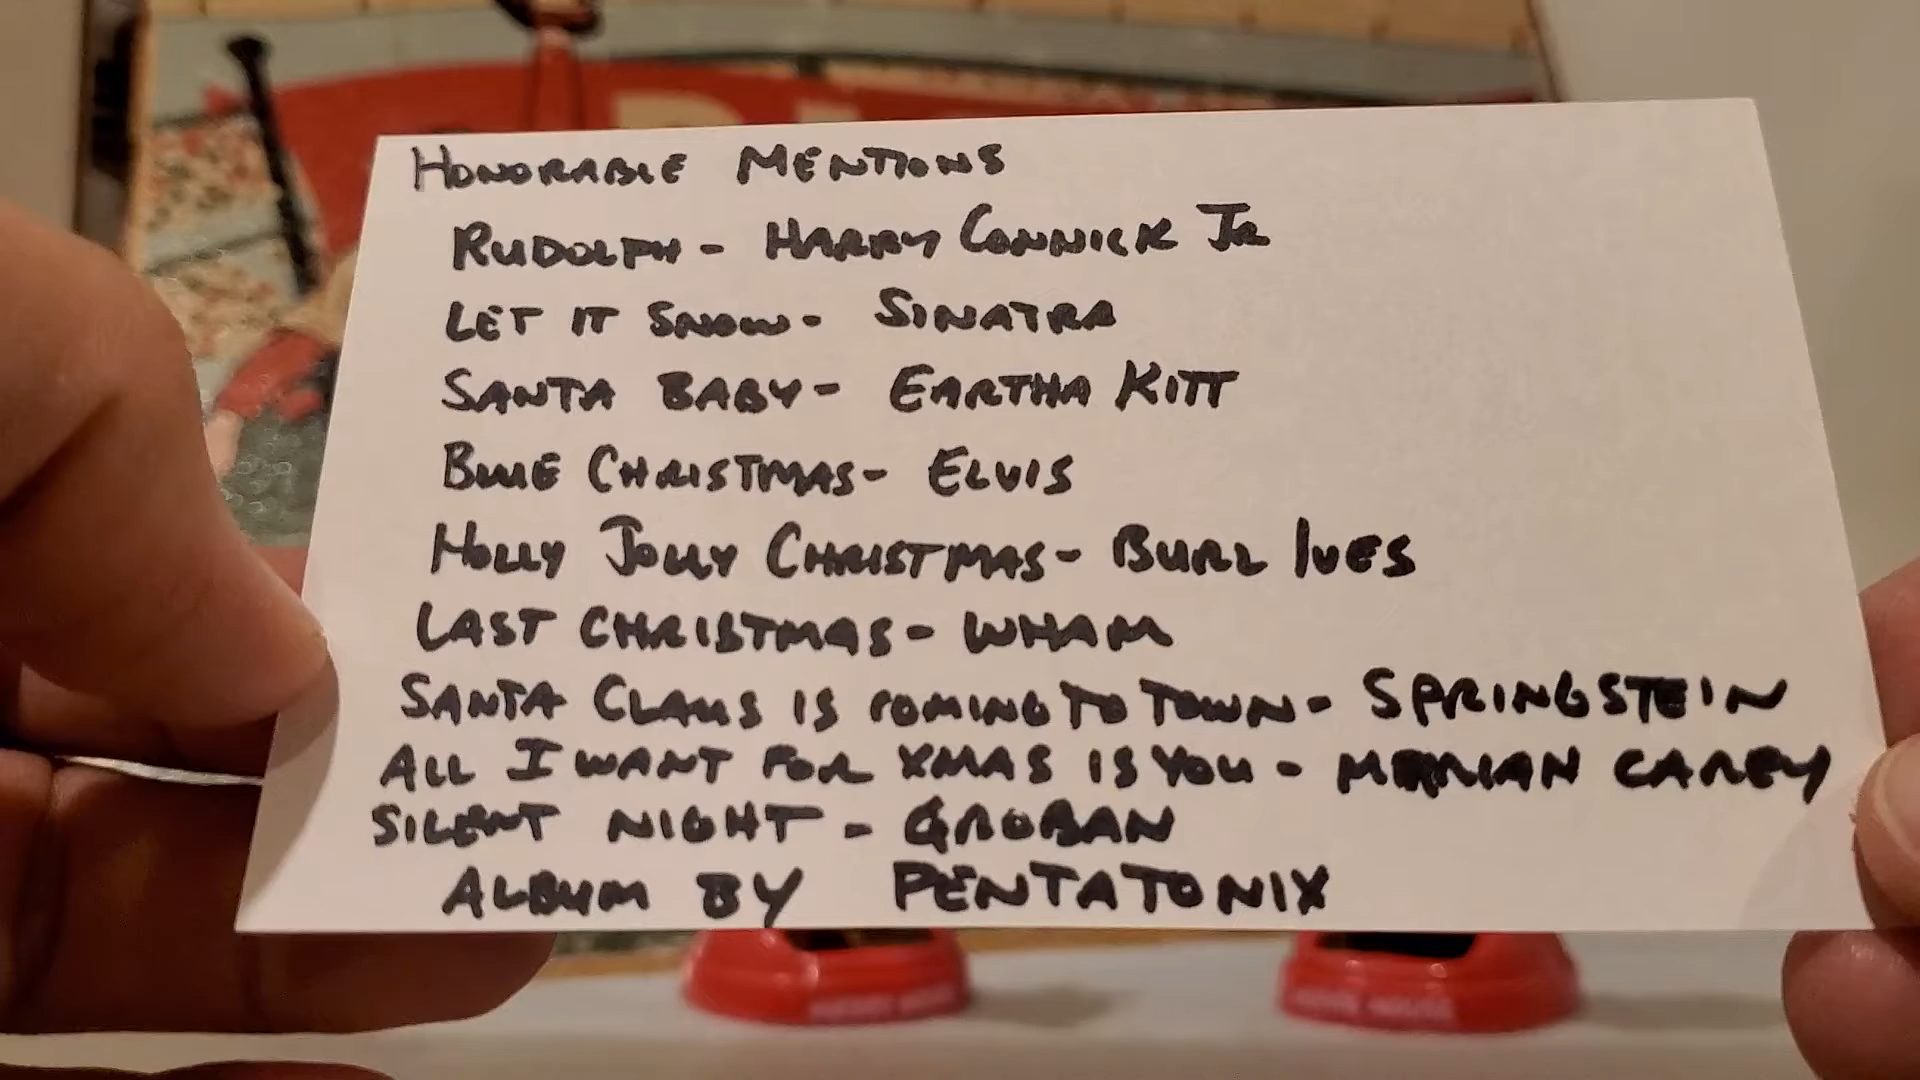 HONORABLE MENTIONS
RUDOLPH - HARRY CONNICK JR
LET IT SNOW - SINATRA
SANTA BABY - EARTHA KITT
BLUE CHRISTMAS - ELVIS
HOLLY JOLLY CHRISTMAS - BURL IVES
LAST CHRISTMAS - WHAM
SANTA CLAUS IS COMING TO TOWN - SPRINGSTEIN
ALL I WANT FOR XMAS IS YOU - MARIAN CAREY
SILENT NIGHT - GROBAN
ALBUM BY PENTATONIX